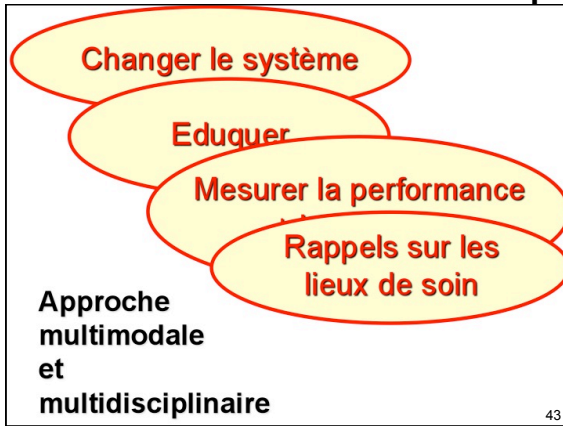 Changer le système
Eduquer
Mesurer la performance
Rappels sur les
lieux de soin
Approche
multimodale
et
multidisciplinaire
43